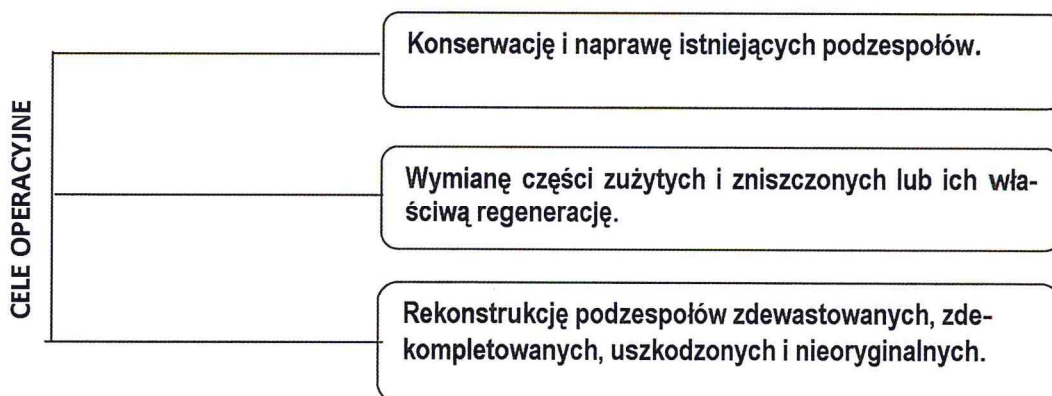 CELE OPERACYJNE
Konserwację i naprawę istniejących podzespołów.
Wymianę części zużytych i zniszczonych lub ich wła-
ściwą regenerację.
Rekonstrukcję podzespołów zdewastowanych, zde-
kompletowanych, uszkodzonych i nieoryginalnych.